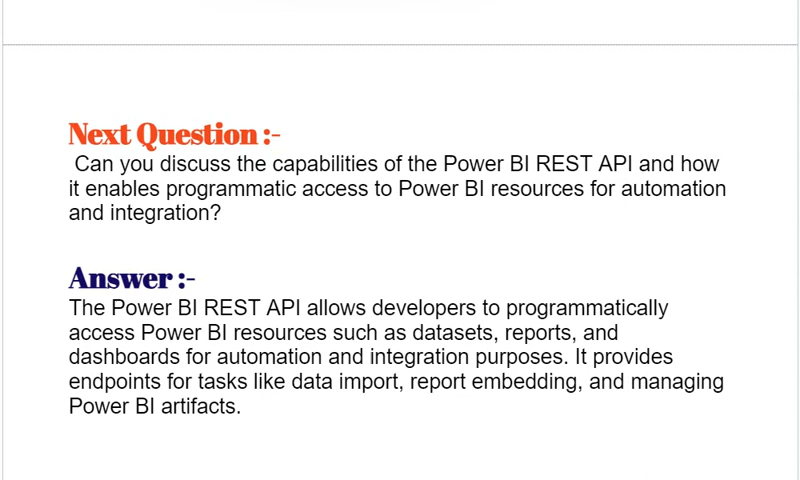 Next Question :-
Can you discuss the capabilities of the Power BI REST API and how
it enables programmatic access to Power BI resources for automation
and integration?
Answer :-
The Power BI REST API allows developers to programmatically
access Power BI resources such as datasets, reports, and
dashboards for automation and integration purposes. It provides
endpoints for tasks like data import, report embedding, and managing
Power BI artifacts.